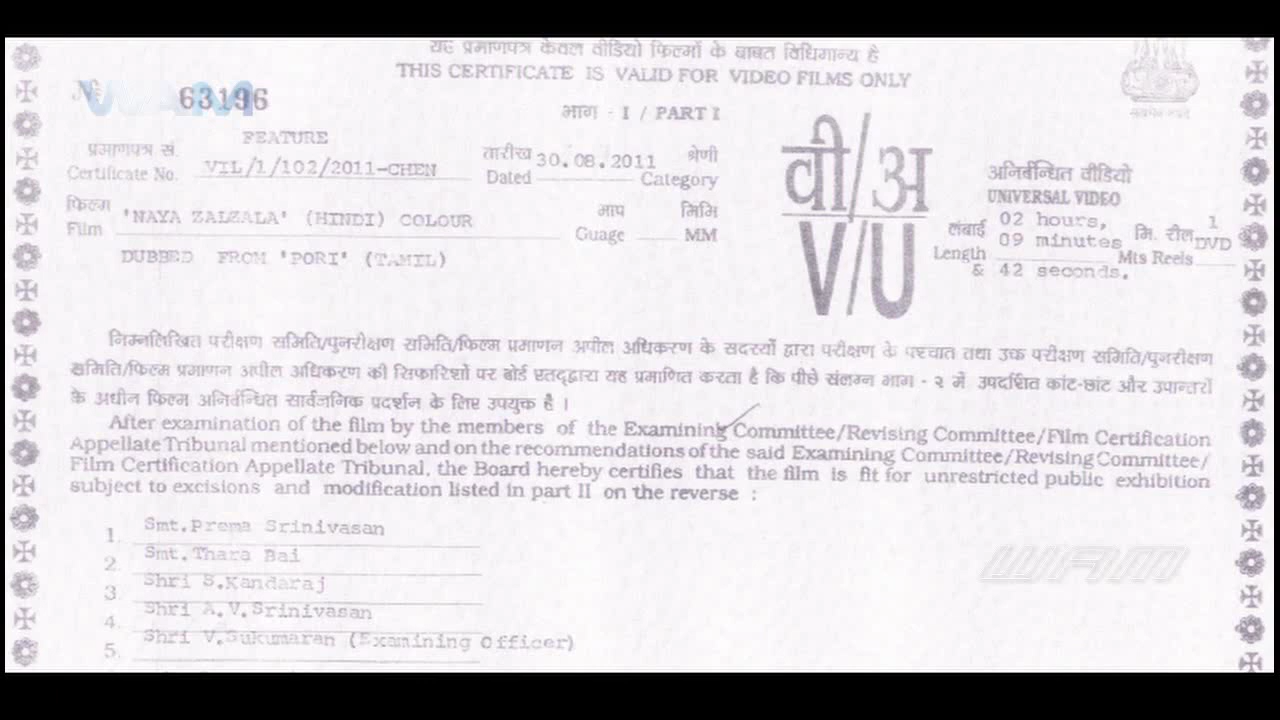 यह प्रमाणपत्र केवल वीडियो फिल्मों के बाबत विधिमान्य है
THIS CERTIFICATE IS VALID FOR VIDEO FILMS ONLY
सत्यमेव जयते
WAM
63196
भाग - I / PART I
FEATURE
प्रमाणपत्र सं.
Certificate No. VIL/1/102/2011-CHEN
तारीख
Dated 30.08.2011
श्रेणी
Category
वी/अ
V/U
अनिर्बन्धित वीडियो
UNIVERSAL VIDEO
फिल्म
Film 'NAYA ZALZALA' (HINDI) COLOUR
DUBBED FROM 'PORI' (TAMIL)
माप मिमि
Guage MM
लंबाई 02 hours,
Length 09 minutes
& 42 seconds.
मि. रील 1
Mts Reels DVD
निम्नलिखित परीक्षण समिति/पुनरीक्षण समिति/फिल्म प्रमाणन अपील अधिकरण के सदस्यों द्वारा परीक्षण के पश्चात तथा उक्त परीक्षण समिति/पुनरीक्षण
समिति/फिल्म प्रमाणन अपील अधिकरण की सिफारिशों पर बोर्ड एतद्द्वारा यह प्रमाणित करता है कि पीछे संलग्न भाग - २ में उपदर्शित कांट-छांट और उपान्तरों
के अधीन फिल्म अनिर्बन्धित सार्वजनिक प्रदर्शन के लिए उपयुक्त है ।
After examination of the film by the members of the Examining Committee/Revising Committee/Film Certification
Appellate Tribunal mentioned below and on the recommendations of the said Examining Committee/Revising Committee/
Film Certification Appellate Tribunal, the Board hereby certifies that the film is fit for unrestricted public exhibition
subject to excisions and modification listed in part II on the reverse :
1. Smt.Prema Srinivasan
2. Smt.Thara Bai
3. Shri S.Kandaraj
4. Shri A.V.Srinivasan
5. Shri V.Sukumaran (Examining Officer)
WAM